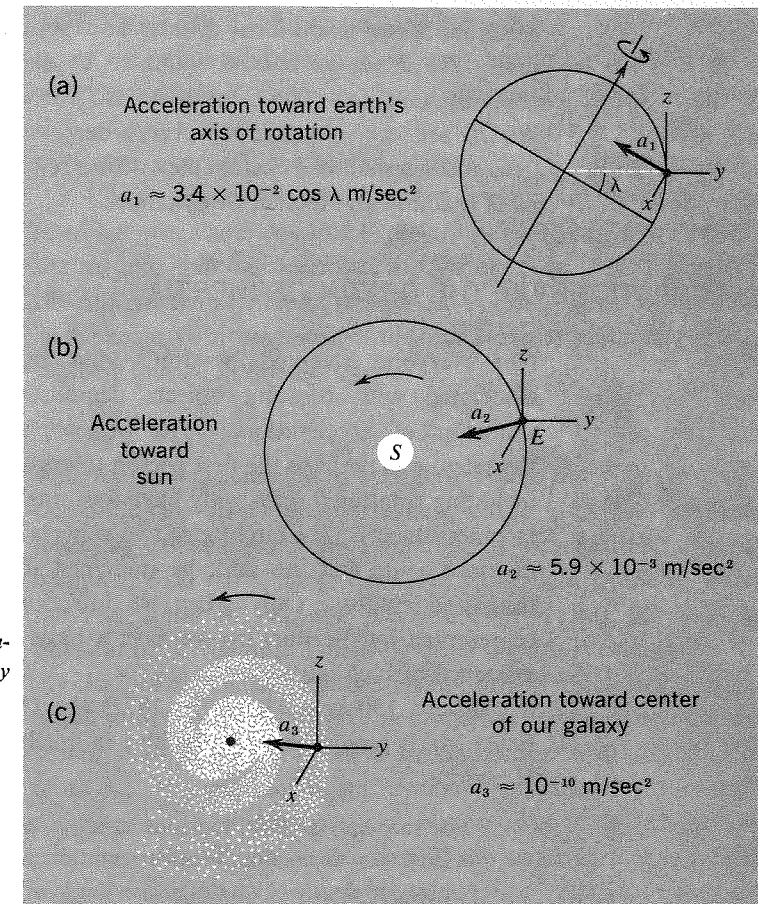 (a)
Acceleration toward earth's
axis of rotation
a₁ ≈ 3.4 × 10⁻² cos λ m/sec²
z
a₁
y
λ
x
(b)
Acceleration
toward
sun
z
a₂
y
S
E
x
a₂ ≈ 5.9 × 10⁻³ m/sec²
a-
y
(c)
z
a₃
y
x
Acceleration toward center
of our galaxy
a₃ ≈ 10⁻¹⁰ m/sec²